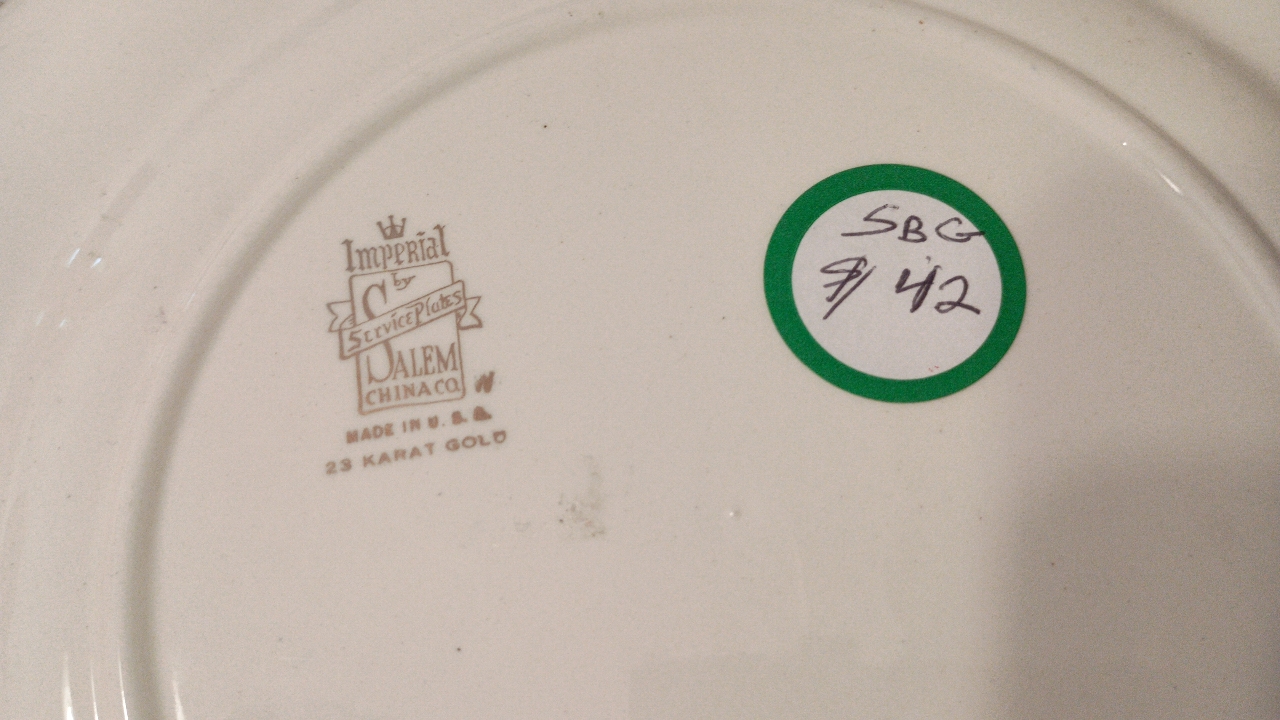 Imperial
by
Service Plates
SALEM
CHINA CO.
MADE IN U.S.A.
23 KARAT GOLD
SBG
42